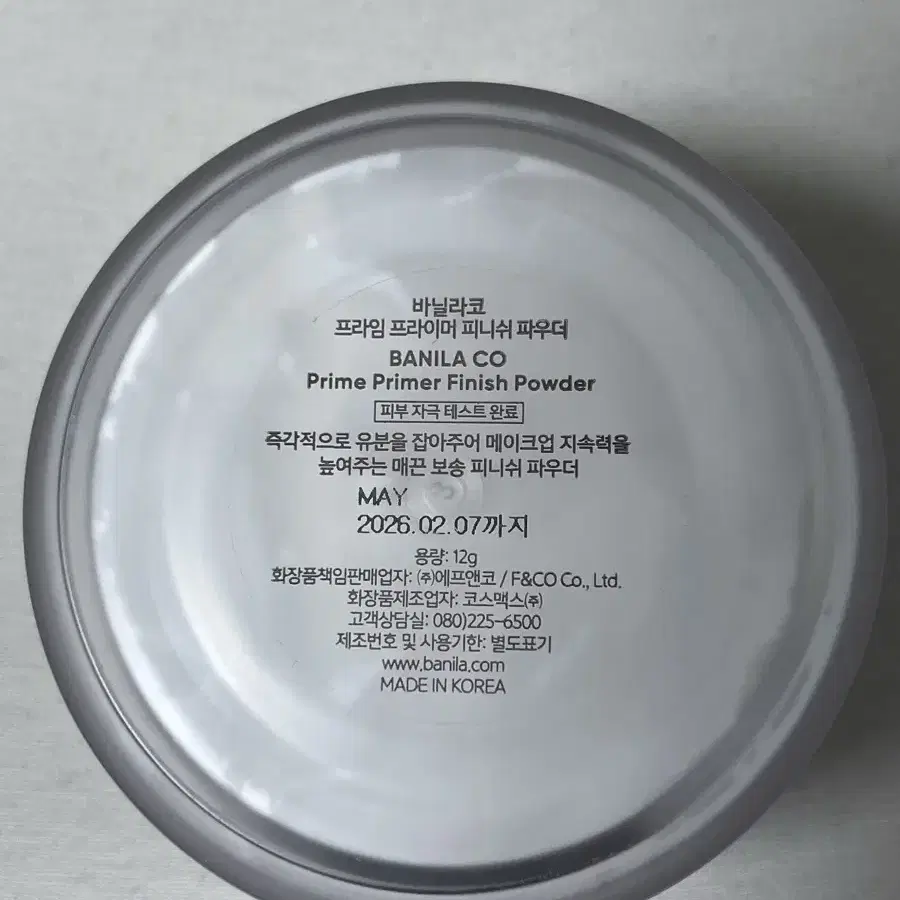 바닐라코
프라임 프라이머 피니쉬 파우더
BANILA CO
Prime Primer Finish Powder
피부 자극 테스트 완료
즉각적으로 유분을 잡아주어 메이크업 지속력을
높여주는 매끈 보송 피니쉬 파우더
MAY
2026.02.07까지
용량: 12g
화장품책임판매업자: ㈜에프앤코 / F&CO Co., Ltd.
화장품제조업자: 코스맥스㈜
고객상담실: 080)225-6500
제조번호 및 사용기한: 별도표기
www.banila.com
MADE IN KOREA